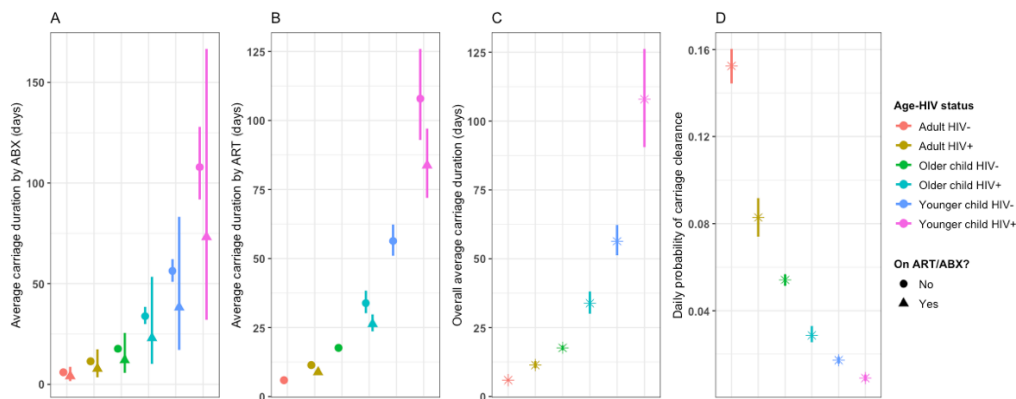 A
Average carriage duration by ABX (days)
150
100
50
0
B
Average carriage duration by ART (days)
125
100
75
50
25
0
C
Overall average carriage duration (days)
125
100
75
50
25
0
D
Daily probability of carriage clearance
0.16
0.12
0.08
0.04
Age-HIV status
Adult HIV-
Adult HIV+
Older child HIV-
Older child HIV+
Younger child HIV-
Younger child HIV+
On ART/ABX?
No
Yes